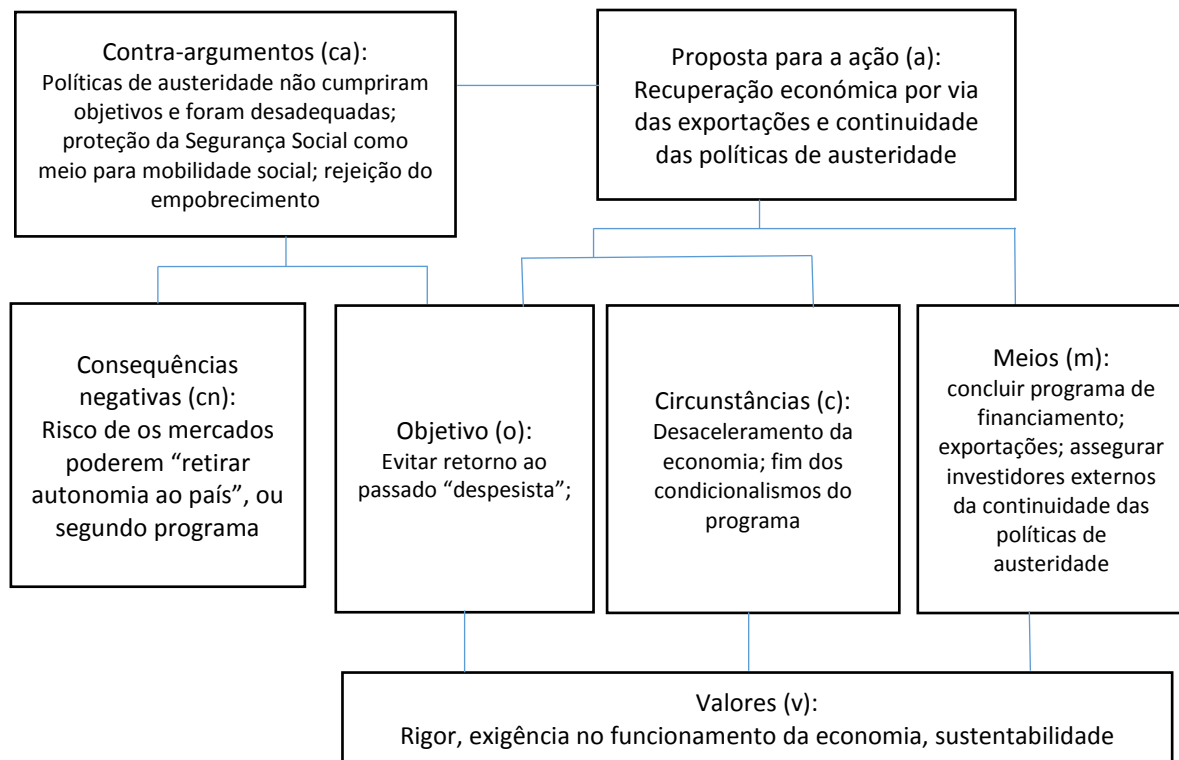 Contra-argumentos (ca):
Políticas de austeridade não cumpriram
objetivos e foram desadequadas;
proteção da Segurança Social como
meio para mobilidade social; rejeição do
empobrecimento
Proposta para a ação (a):
Recuperação económica por via
das exportações e continuidade
das políticas de austeridade
Consequências
negativas (cn):
Risco de os mercados
poderem “retirar
autonomia ao país”, ou
segundo programa
Objetivo (o):
Evitar retorno ao
passado “despesista”;
Circunstâncias (c):
Desaceleramento da
economia; fim dos
condicionalismos do
programa
Meios (m):
concluir programa de
financiamento;
exportações; assegurar
investidores externos
da continuidade das
políticas de
austeridade
Valores (v):
Rigor, exigência no funcionamento da economia, sustentabilidade